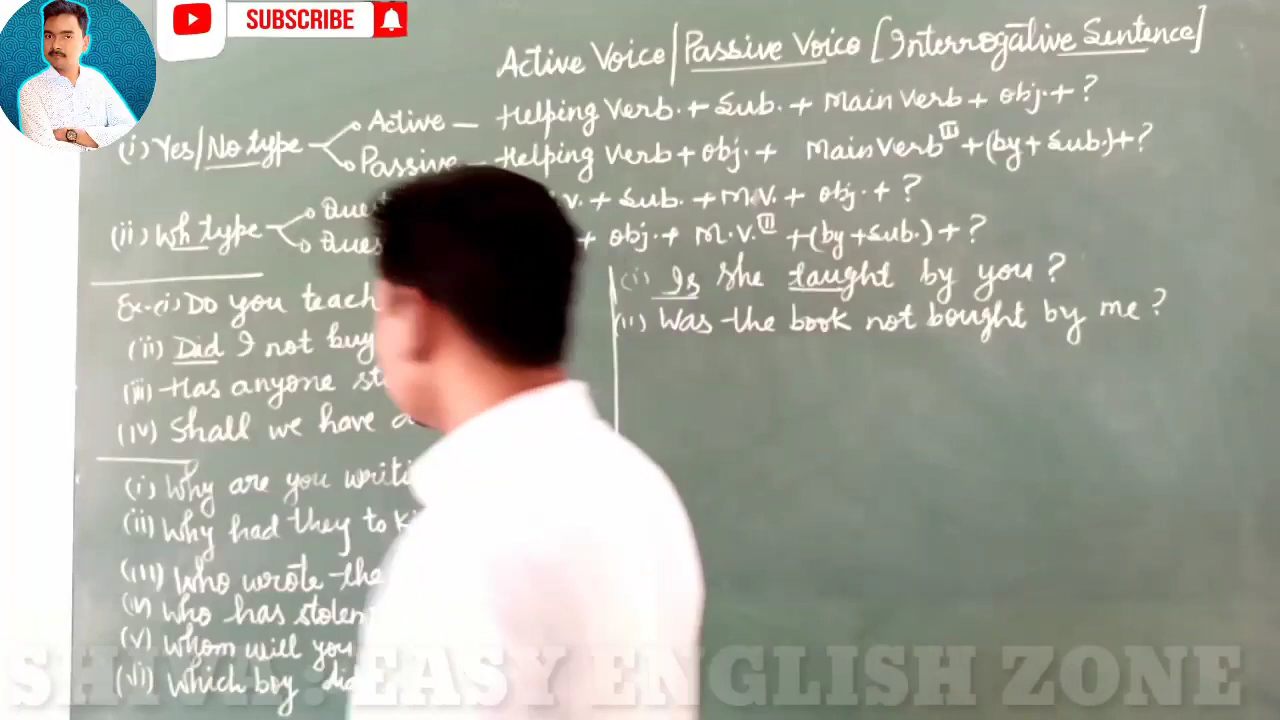 SUBSCRIBE
Active Voice/Passive Voice [Interrogative Sentence]
(i) Yes/No type
Active - Helping Verb. + Sub. + Main Verb + obj. + ?
Passive - Helping Verb + obj. + Main Verb III + (by + Sub.) + ?
(ii) Wh type
v. + Sub. + M.V. + obj. + ?
+ obj. + M.V. III + (by + Sub.) + ?
Ex-(i) Do you teach
(ii) Did I not buy
(iii) Has anyone
(iv) Shall we have
(i) Is she taught by you ?
(ii) Was the book not bought by me ?
(i) Why are you
(ii) Why had they to
(iii) Who wrote the
(iv) Who has stolen
(v) Whom will you
(vi) Which boy
SHIVA : EASY ENGLISH ZONE